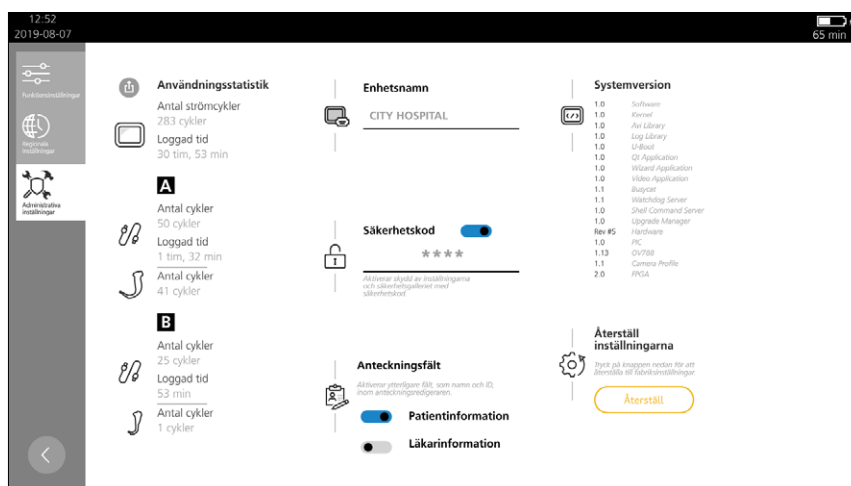 12:52
2019-08-07
65 min
Funktionsinställningar
Regionala
inställningar
Administrativa
inställningar
Användningsstatistik
Antal strömcykler
283 cykler
Loggad tid
30 tim, 53 min
A
Antal cykler
50 cykler
Loggad tid
1 tim, 32 min
Antal cykler
41 cykler
B
Antal cykler
25 cykler
Loggad tid
53 min
Antal cykler
1 cykler
Enhetsnamn
CITY HOSPITAL
Säkerhetskod
****
Aktiverar skydd av inställningarna
och säkerhetsgalleriet med
säkerhetskod.
Anteckningsfält
Aktiverar ytterligare fält, som namn och ID,
inom anteckningsredigeraren.
Patientinformation
Läkarinformation
Systemversion
1.0 Software
1.0 Kernel
1.0 Avi Library
1.0 Log Library
1.0 U-Boot
1.0 Qt Application
1.0 Wizard Application
1.0 Video Application
1.1 Busycat
1.1 Watchdog Server
1.0 Shell Command Server
1.0 Upgrade Manager
Rev #5 Hardware
1.0 PIC
1.13 OV788
1.1 Camera Profile
2.0 FPGA
Återställ
inställningarna
Tryck på knappen nedan för att
återställa till fabriksinställningar.
Återställ